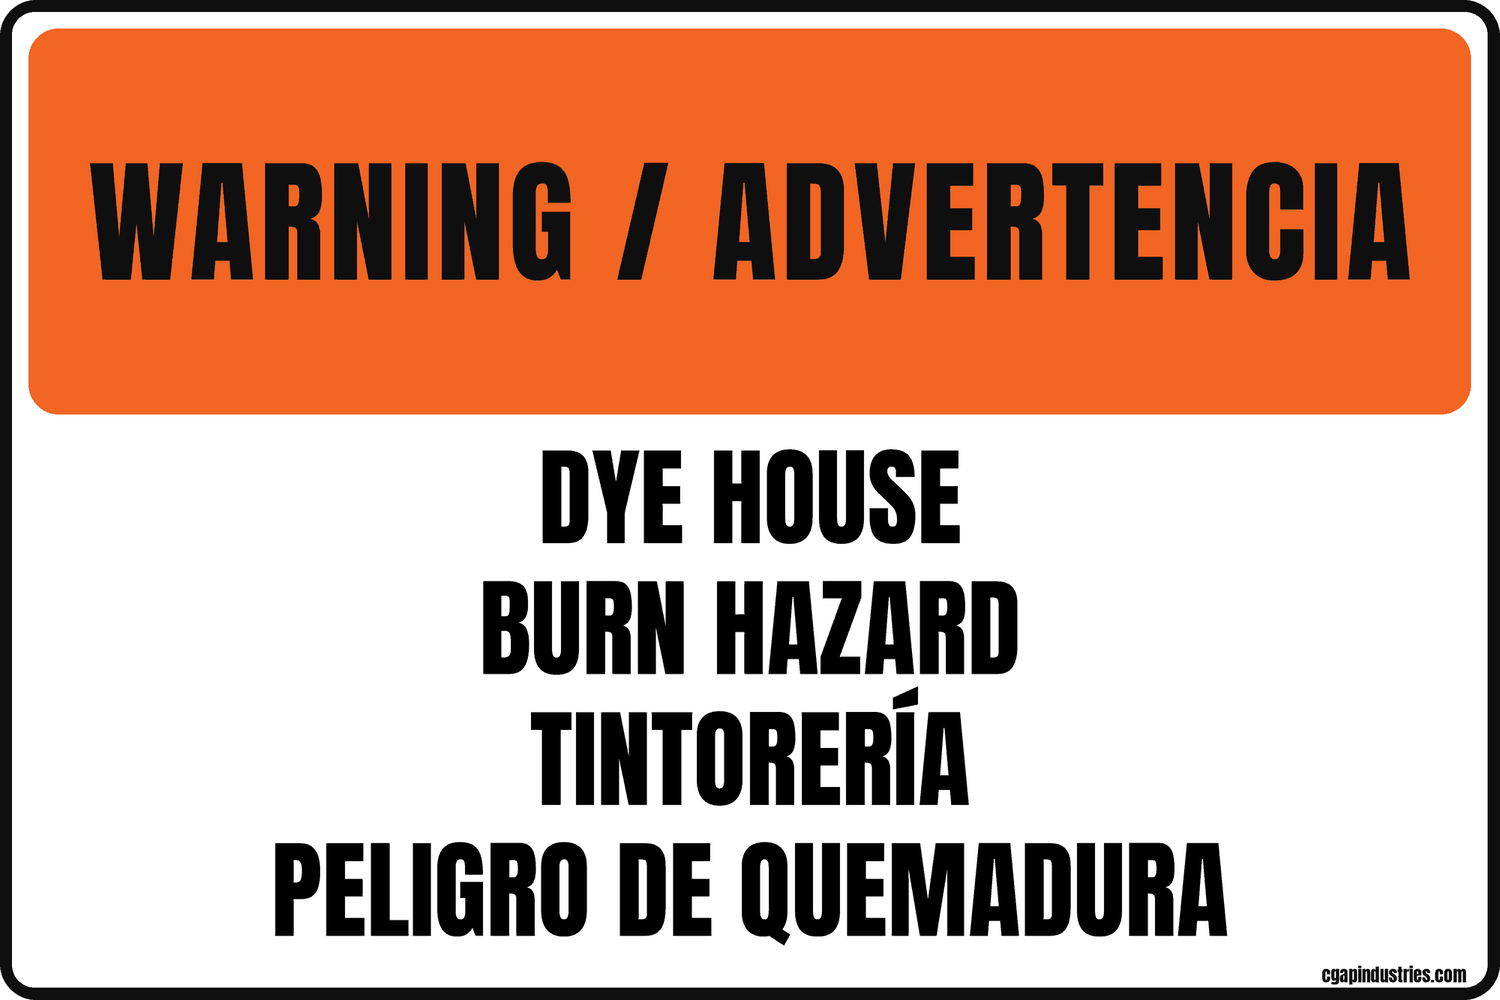 WARNING / ADVERTENCIA
DYE HOUSE
BURN HAZARD
TINTORERÍA
PELIGRO DE QUEMADURA
cgapindustries.com